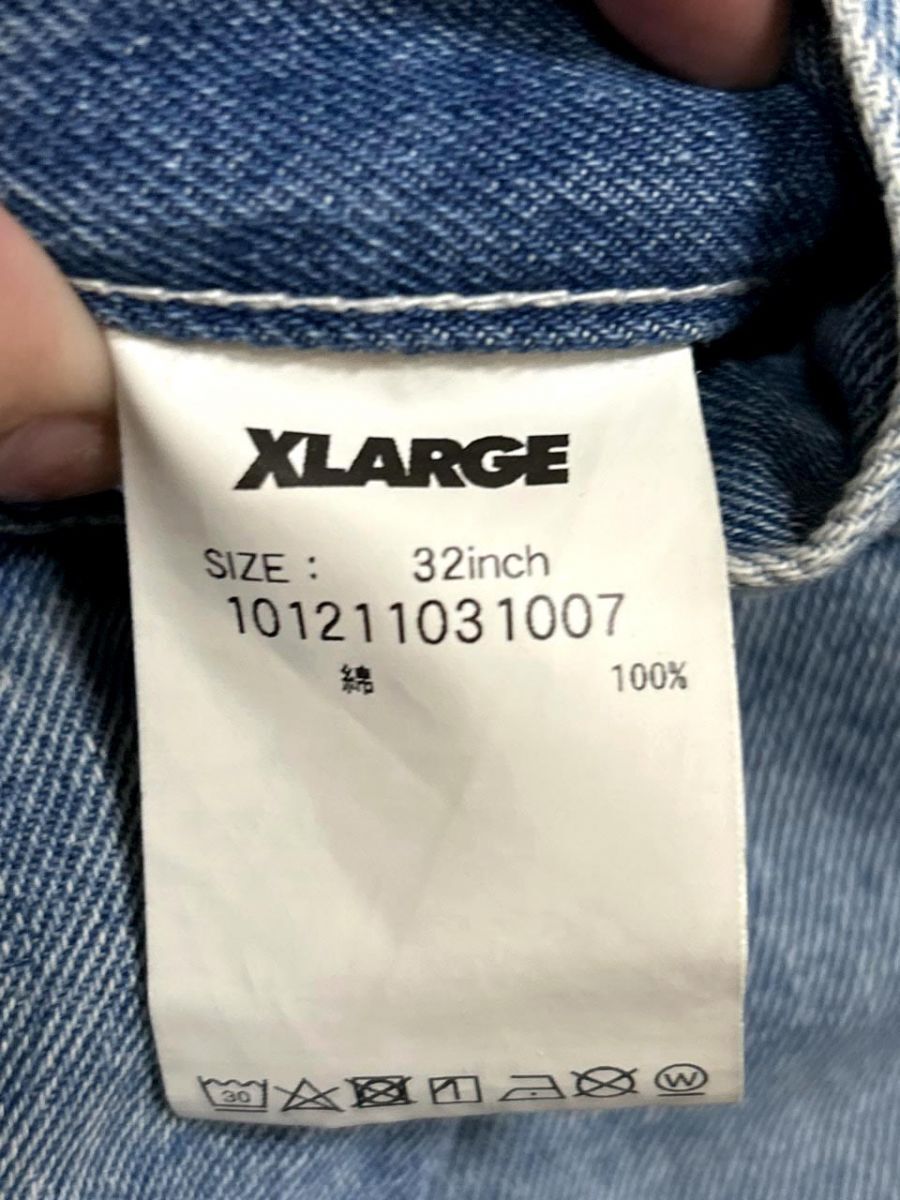 XLARGE
SIZE : 32inch
101211031007
綿 100%
30
W